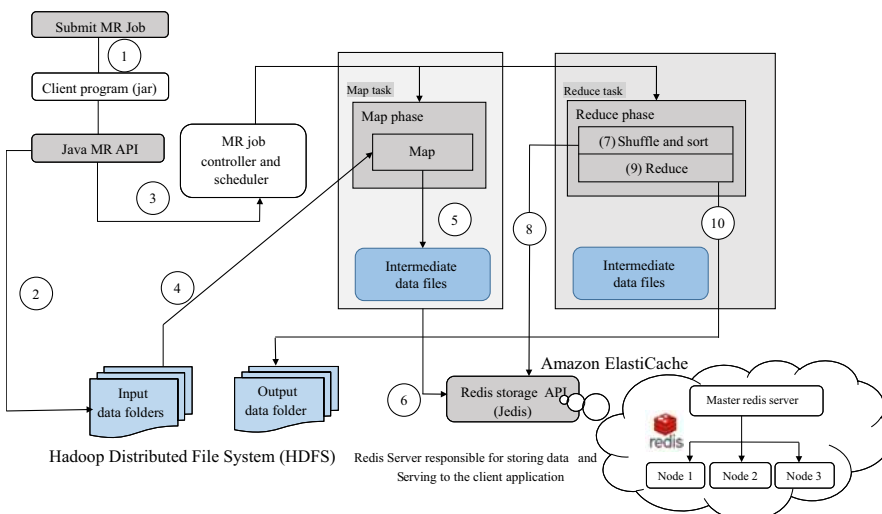 Submit MR Job
1
Client program (jar)
Java MR API
MR job
controller and
scheduler
3
2
4
Map task
Map phase
Map
5
Intermediate
data files
Reduce task
Reduce phase
(7) Shuffle and sort
(9) Reduce
8
10
Intermediate
data files
Input
data folders
Output
data folder
Hadoop Distributed File System (HDFS)
6
Redis storage API
(Jedis)
Redis Server responsible for storing data and
Serving to the client application
Amazon ElastiCache
Master redis server
redis
Node 1
Node 2
Node 3